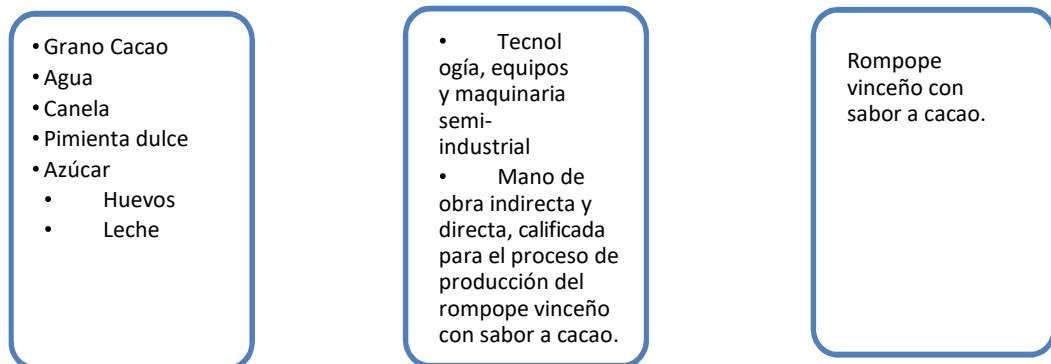 • Grano Cacao
• Agua
• Canela
• Pimienta dulce
• Azúcar
• Huevos
• Leche
• Tecnol
ogía, equipos
y maquinaria
semi-
industrial
• Mano de
obra indirecta y
directa, calificada
para el proceso de
producción del
rompope vinceño
con sabor a cacao.
Rompope
vinceño con
sabor a cacao.